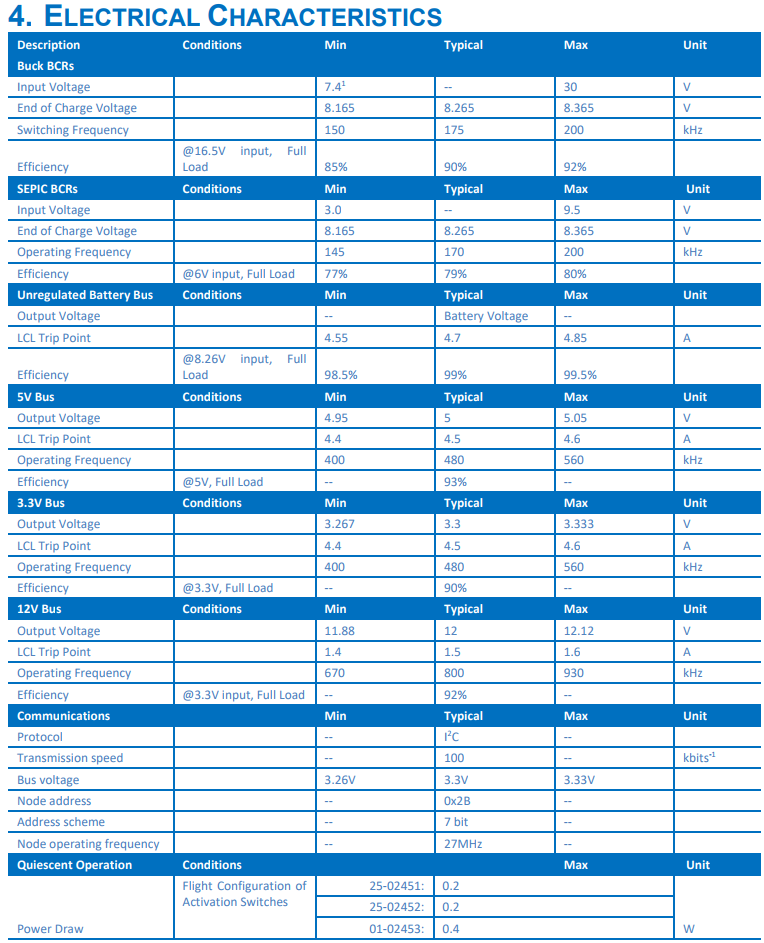 4. ELECTRICAL CHARACTERISTICS
Description Conditions Min Typical Max Unit
Buck BCRs
Input Voltage 7.4¹ -- 30 V
End of Charge Voltage 8.165 8.265 8.365 V
Switching Frequency 150 175 200 kHz
@16.5V input, Full
Load
Efficiency 85% 90% 92%
SEPIC BCRs Conditions Min Typical Max Unit
Input Voltage 3.0 -- 9.5 V
End of Charge Voltage 8.165 8.265 8.365 V
Operating Frequency 145 170 200 kHz
Efficiency @6V input, Full Load 77% 79% 80%
Unregulated Battery Bus Conditions Min Typical Max Unit
Output Voltage -- Battery Voltage --
LCL Trip Point 4.55 4.7 4.85 A
@8.26V input, Full
Load
Efficiency 98.5% 99% 99.5%
5V Bus Conditions Min Typical Max Unit
Output Voltage 4.95 5 5.05 V
LCL Trip Point 4.4 4.5 4.6 A
Operating Frequency 400 480 560 kHz
Efficiency @5V, Full Load -- 93% --
3.3V Bus Conditions Min Typical Max Unit
Output Voltage 3.267 3.3 3.333 V
LCL Trip Point 4.4 4.5 4.6 A
Operating Frequency 400 480 560 kHz
Efficiency @3.3V, Full Load -- 90% --
12V Bus Conditions Min Typical Max Unit
Output Voltage 11.88 12 12.12 V
LCL Trip Point 1.4 1.5 1.6 A
Operating Frequency 670 800 930 kHz
Efficiency @3.3V input, Full Load -- 92% --
Communications Min Typical Max Unit
Protocol -- I²C --
Transmission speed -- 100 -- kbits⁻¹
Bus voltage 3.26V 3.3V 3.33V
Node address -- 0x2B --
Address scheme -- 7 bit --
Node operating frequency -- 27MHz --
Quiescent Operation Conditions Max Unit
Flight Configuration of
Activation Switches
25-02451: 0.2
25-02452: 0.2
Power Draw 01-02453: 0.4 W